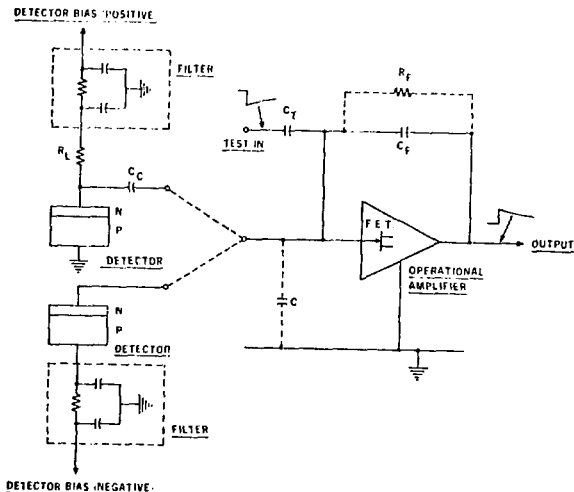 DETECTOR BIAS POSITIVE
FILTER
R_F
C_T
C_F
TEST IN
R_L
C_C
N
P
DETECTOR
F.E.T.
OUTPUT
OPERATIONAL
AMPLIFIER
C
N
P
DETECTOR
FILTER
DETECTOR BIAS (NEGATIVE)